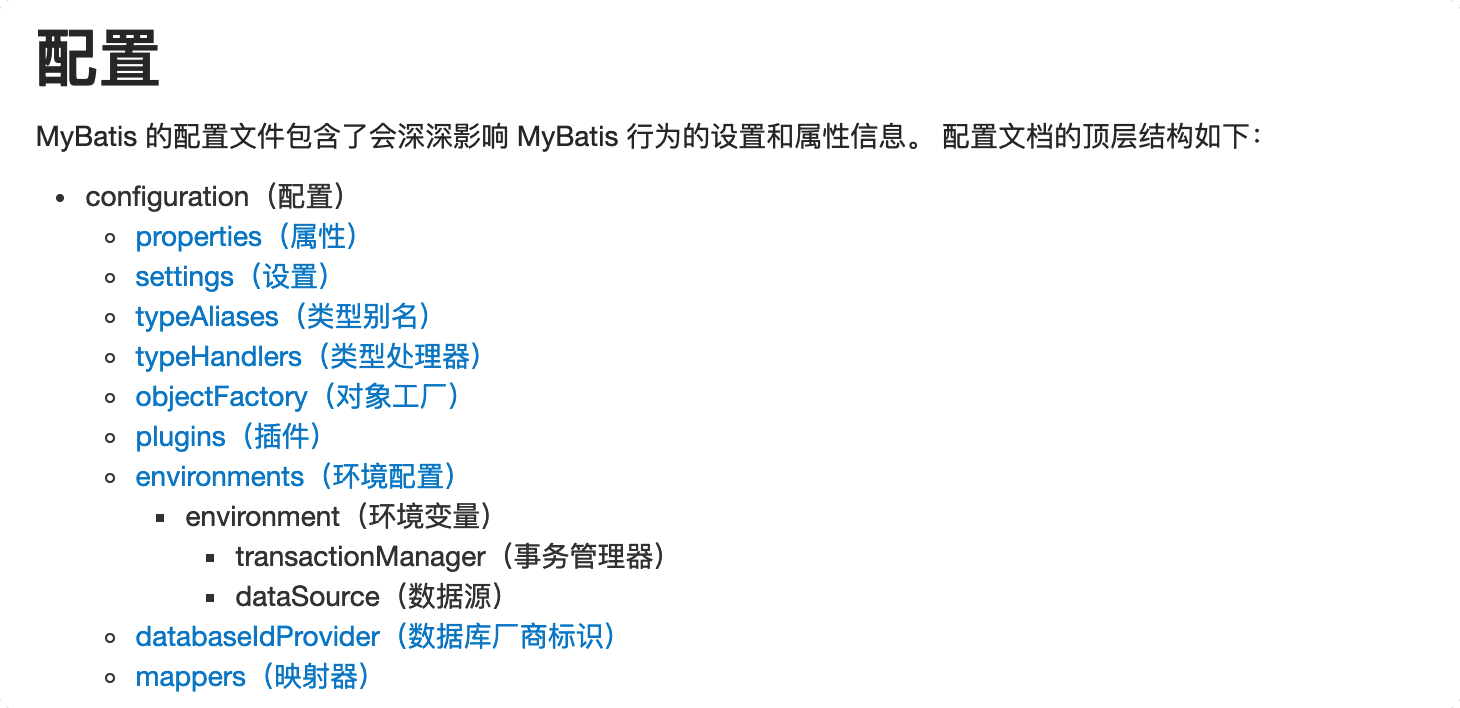 配置
MyBatis 的配置文件包含了会深深影响 MyBatis 行为的设置和属性信息。 配置文档的顶层结构如下：
configuration（配置）
properties（属性）
settings（设置）
typeAliases（类型别名）
typeHandlers（类型处理器）
objectFactory（对象工厂）
plugins（插件）
environments（环境配置）
environment（环境变量）
transactionManager（事务管理器）
dataSource（数据源）
databaseIdProvider（数据库厂商标识）
mappers（映射器）